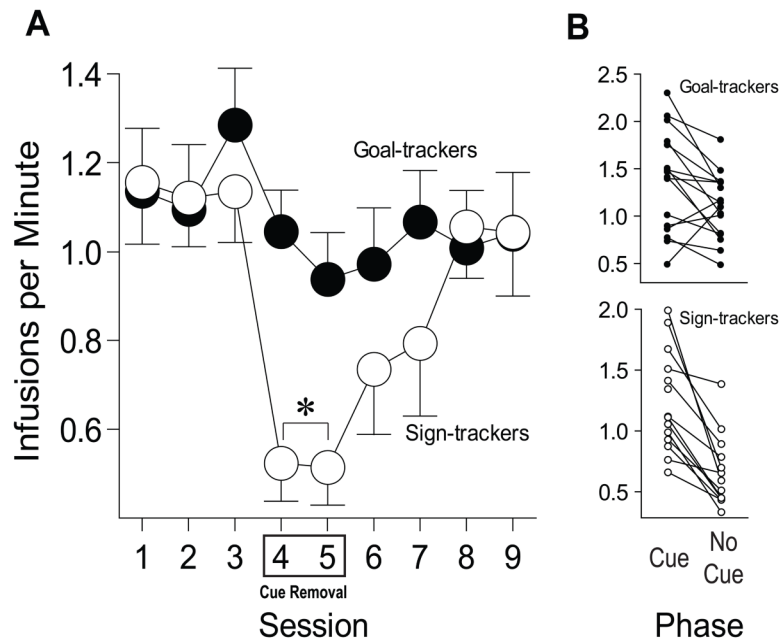 A
Infusions per Minute
1.4
1.2
1.0
0.8
0.6
Goal-trackers
*
Sign-trackers
1 2 3 4 5 6 7 8 9
Cue Removal
Session
B
2.5
2.0
1.5
1.0
0.5
Goal-trackers
2.0
1.5
1.0
0.5
Sign-trackers
Cue
No
Cue
Phase